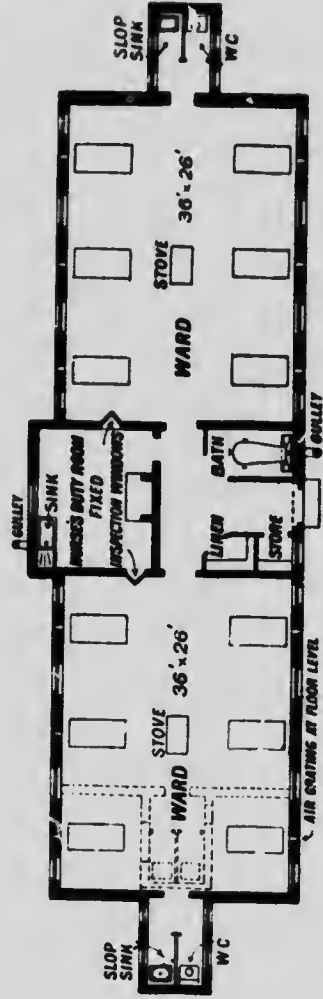 SLOP
SINK
WC
36'×26'
STOVE
WARD
GULLEY
SINK
NURSES DUTY ROOM
FIXED
INSPECTION WINDOWS
BATH
GULLEY
LINEN
STORE
36'×26'
STOVE
WARD
AIR GRATING AT FLOOR LEVEL
SLOP
SINK
WC